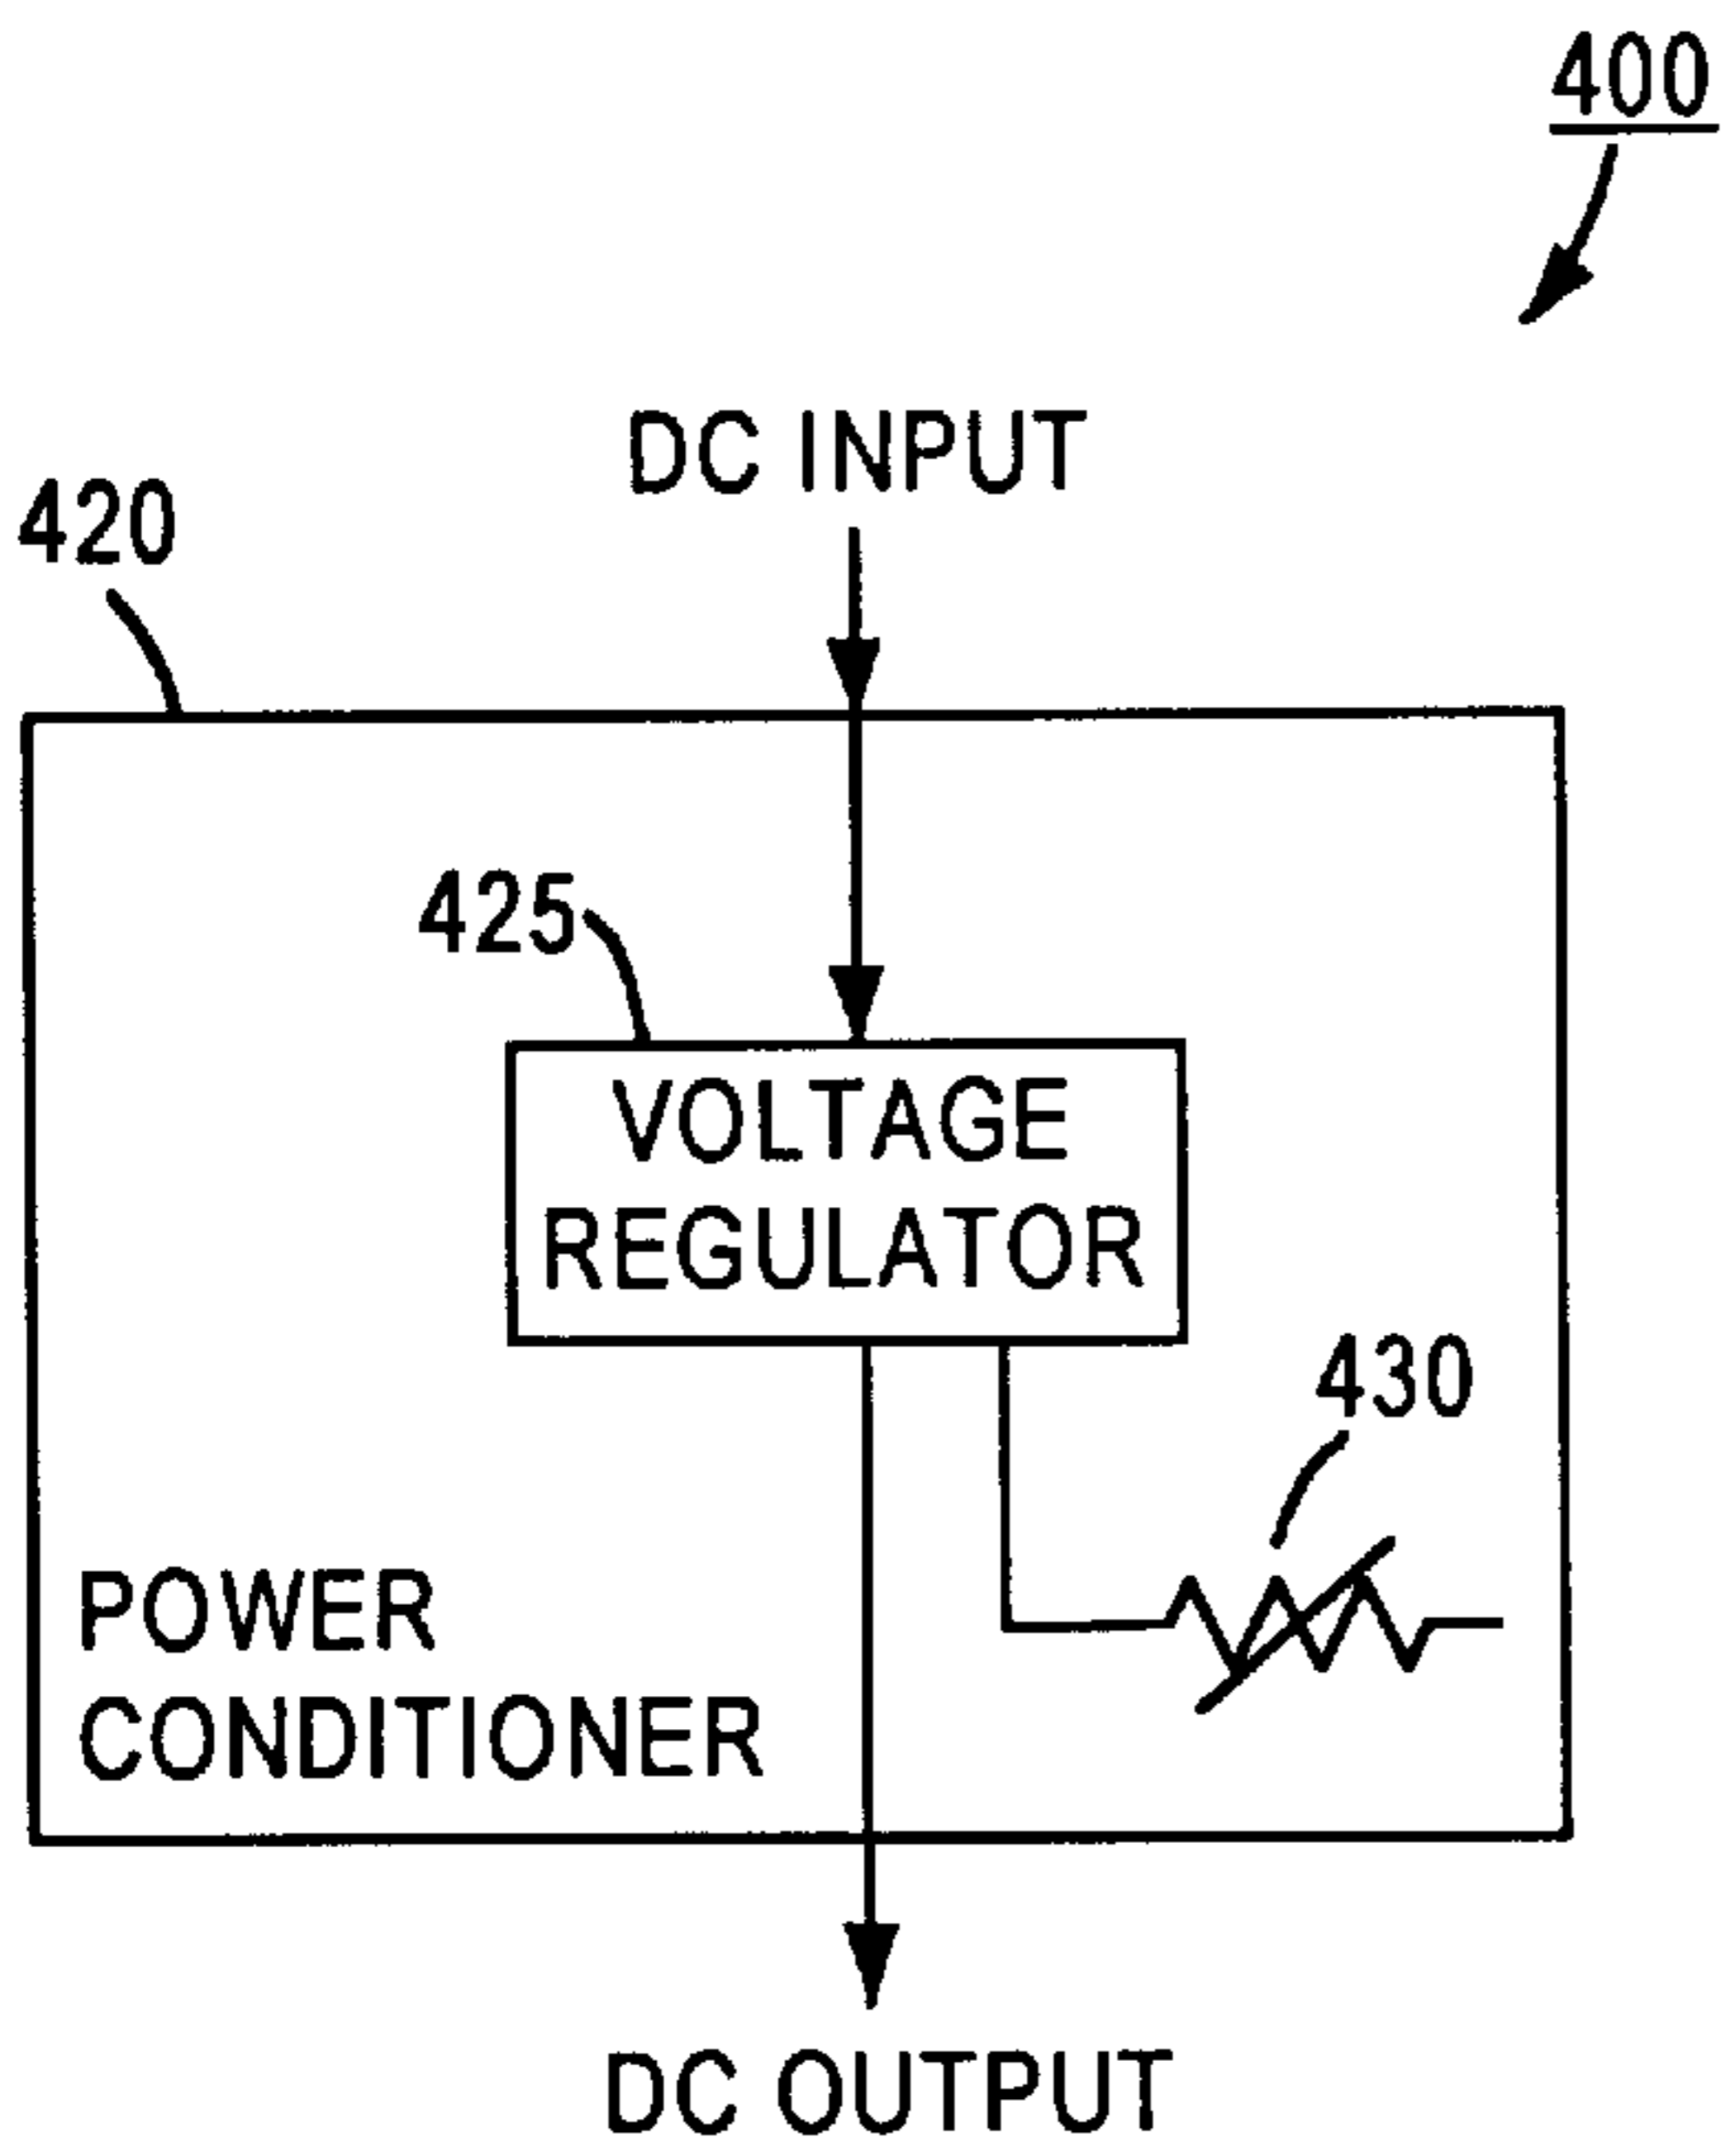 400
DC INPUT
420
425
VOLTAGE
REGULATOR
430
POWER
CONDITIONER
DC OUTPUT